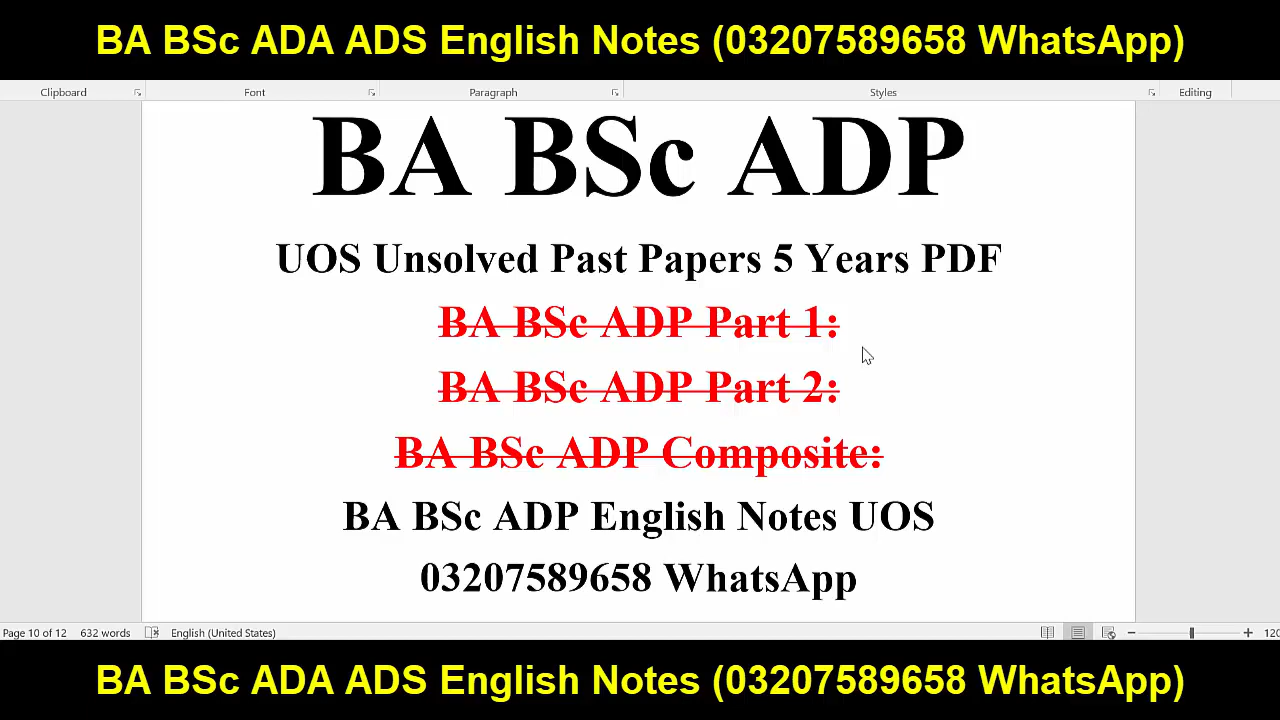 BA BSc ADA ADS English Notes (03207589658 WhatsApp)
Clipboard Font Paragraph Styles Editing
BA BSc ADP
UOS Unsolved Past Papers 5 Years PDF
BA BSc ADP Part 1:
BA BSc ADP Part 2:
BA BSc ADP Composite:
BA BSc ADP English Notes UOS
03207589658 WhatsApp
Page 10 of 12 632 words English (United States) 120
BA BSc ADA ADS English Notes (03207589658 WhatsApp)